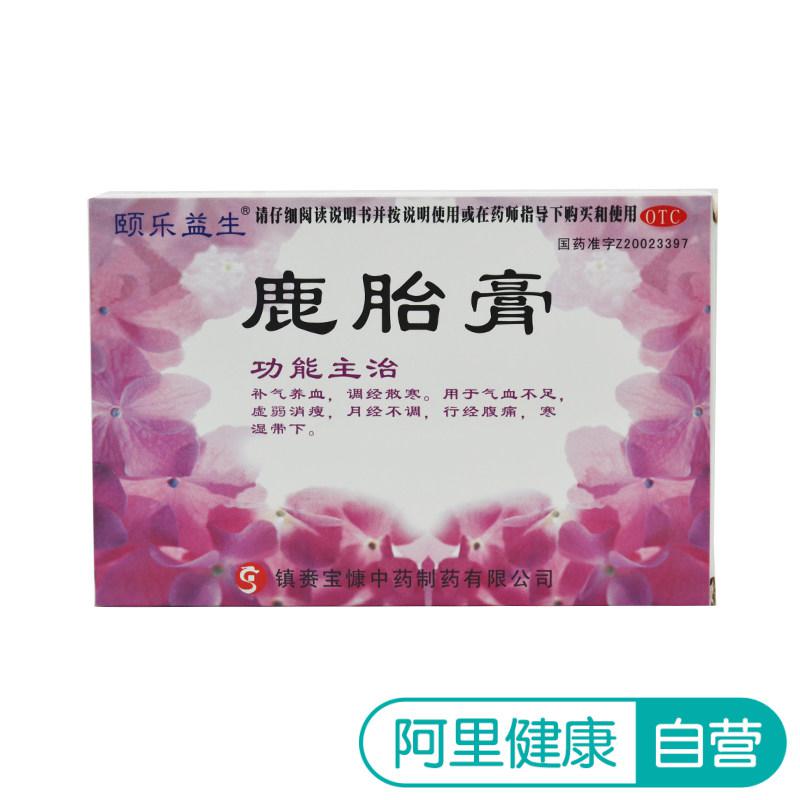 颐乐益生®
请仔细阅读说明书并按说明使用或在药师指导下购买和使用 OTC
国药准字Z20023397
鹿胎膏
功能主治
补气养血，调经散寒。用于气血不足，
虚弱消瘦，月经不调，行经腹痛，寒
湿带下。
镇赉宝慷中药制药有限公司
阿里健康 自营